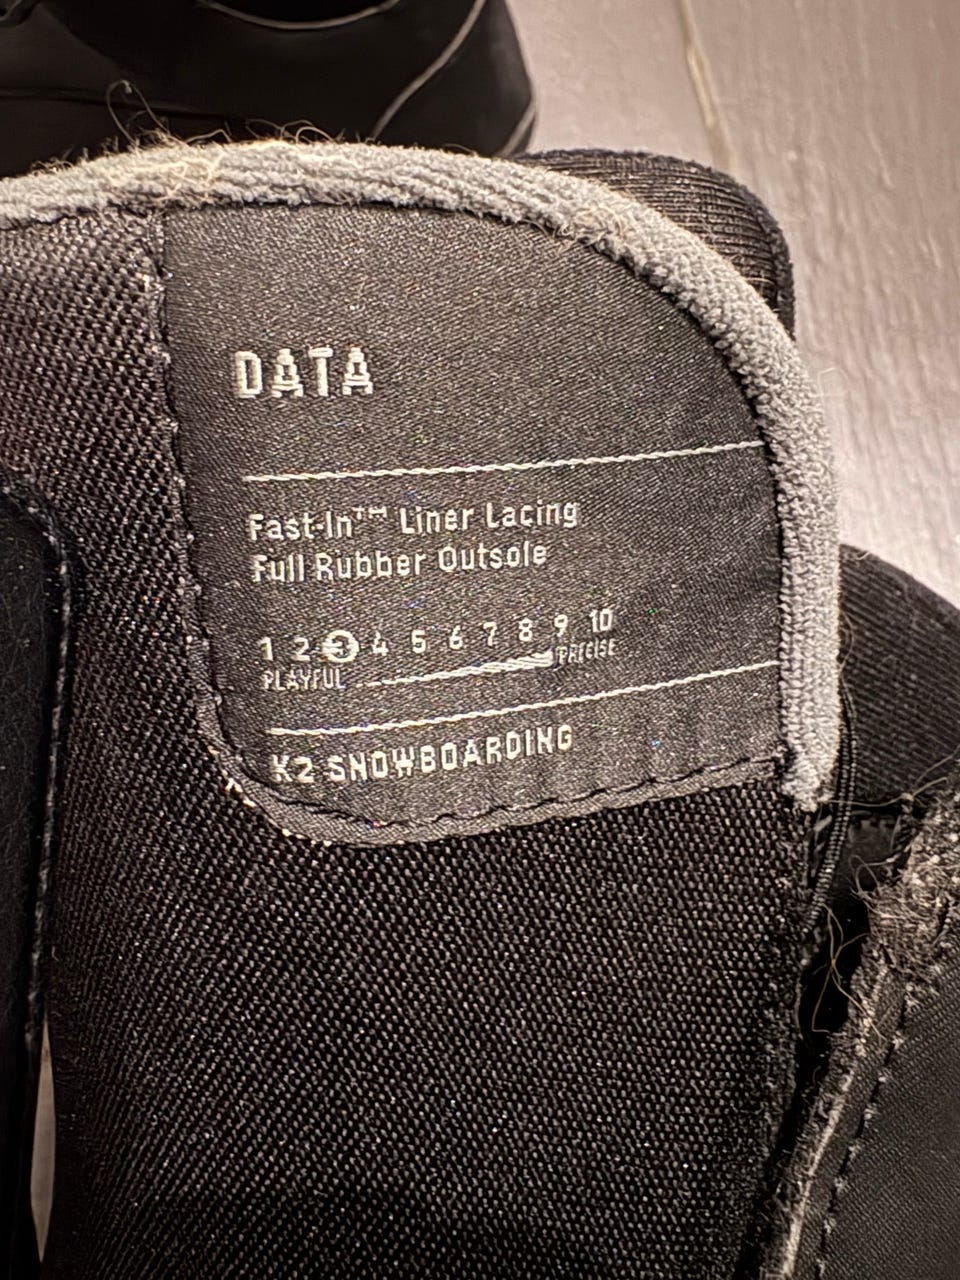 DATA
Fast-In™ Liner Lacing
Full Rubber Outsole
1 2 3 4 5 6 7 8 9 10
PLAYFUL PRECISE
K2 SNOWBOARDING